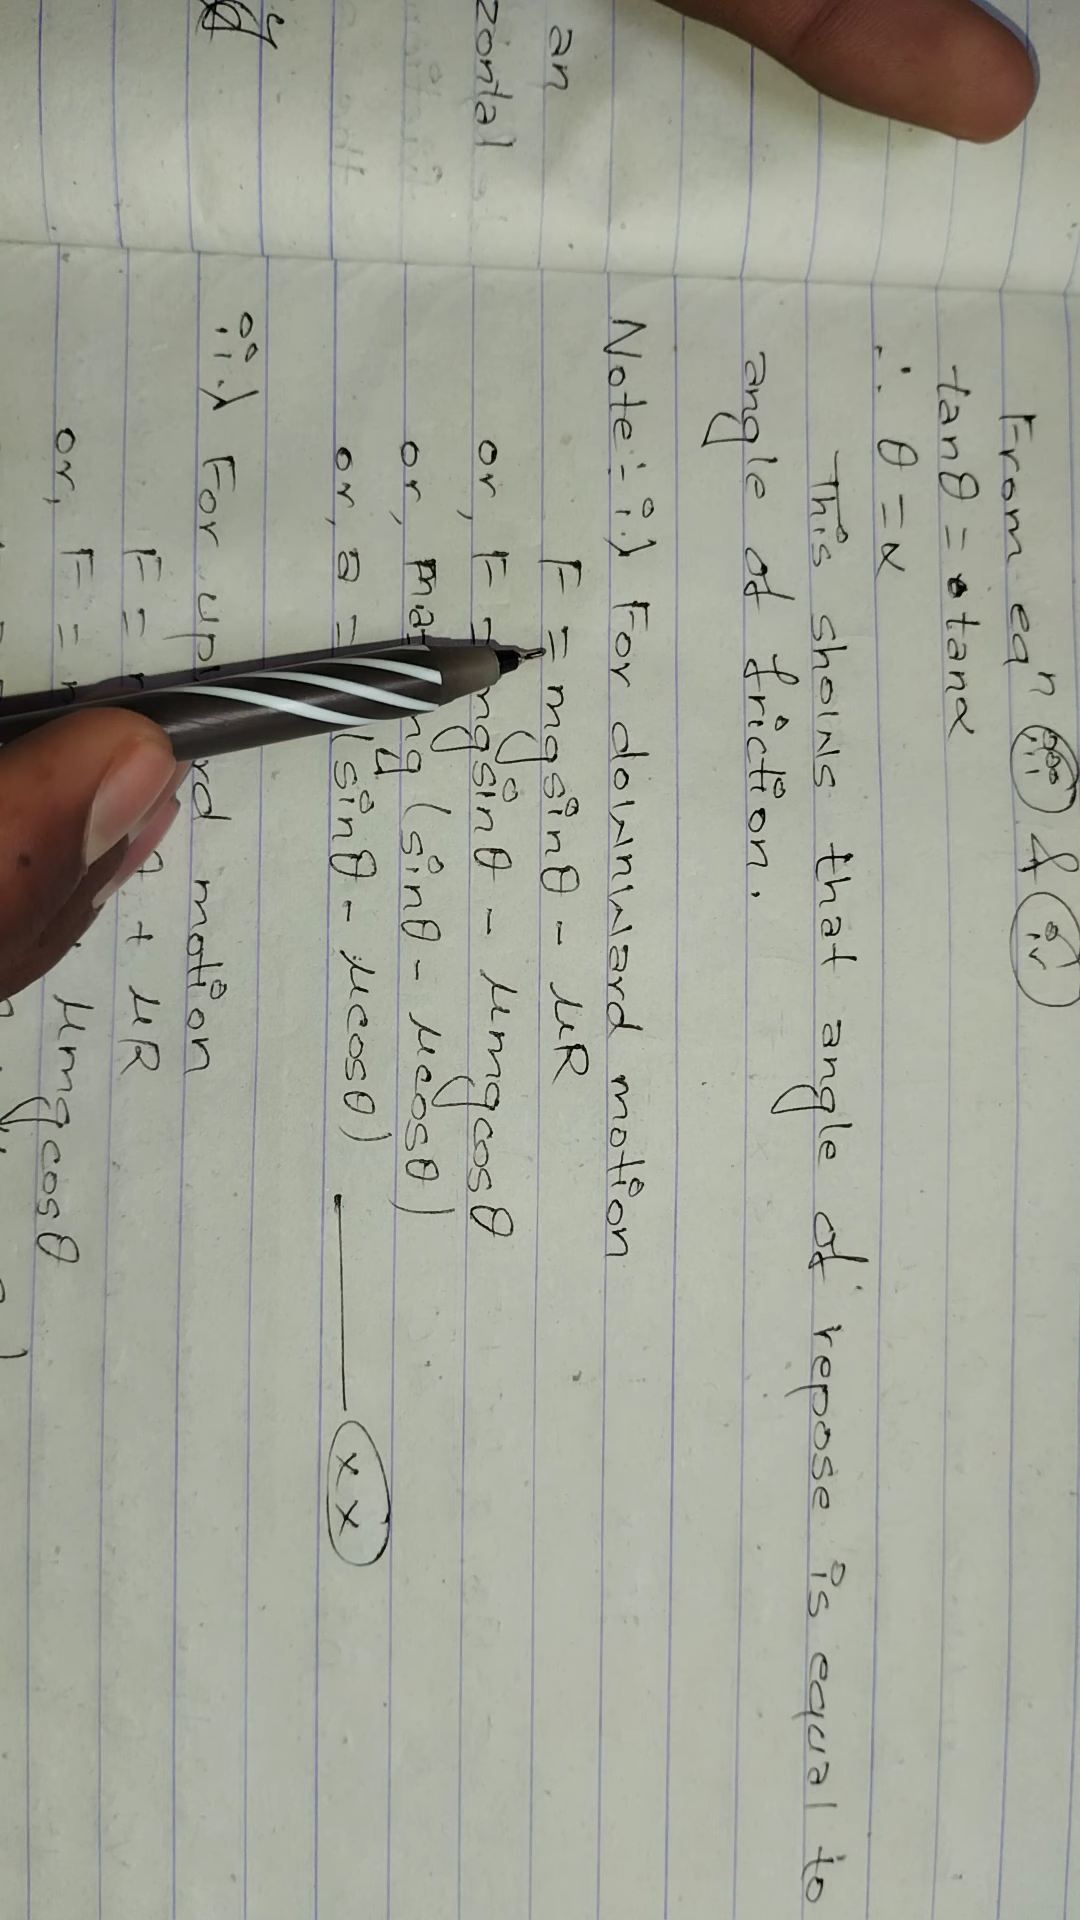 an
zontal
From eqⁿ (iii) & (iv)
tanθ = tanα
∴ θ = α
This shows that angle of repose is equal to
angle of friction.
Note: i.) For downward motion
F = mgsinθ - μR
or, F = mgsinθ - μmgcosθ
or, ma = mg (sinθ - μcosθ)
or, a = (sinθ - μcosθ) (xx)
ii.) For motion
F = + μR
or, F = μmgcosθ